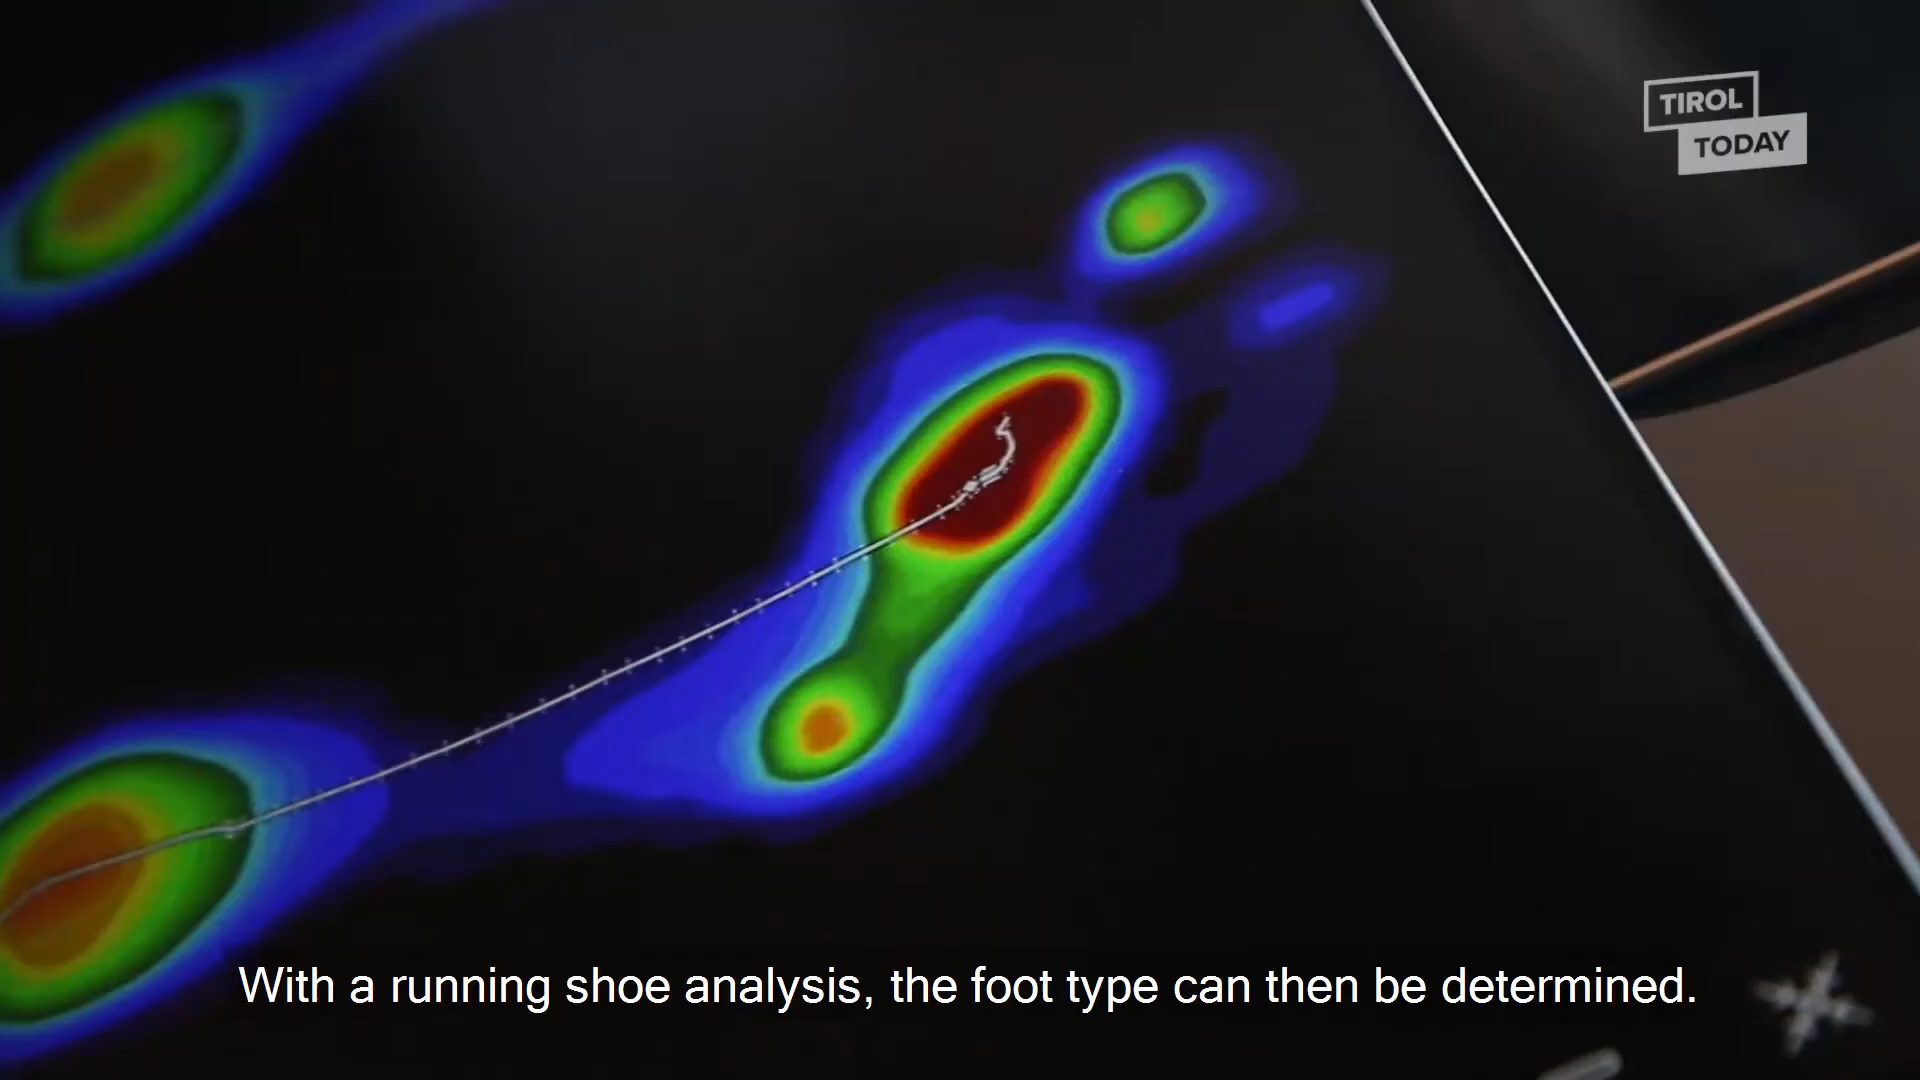 TIROL
TODAY
With a running shoe analysis, the foot type can then be determined.